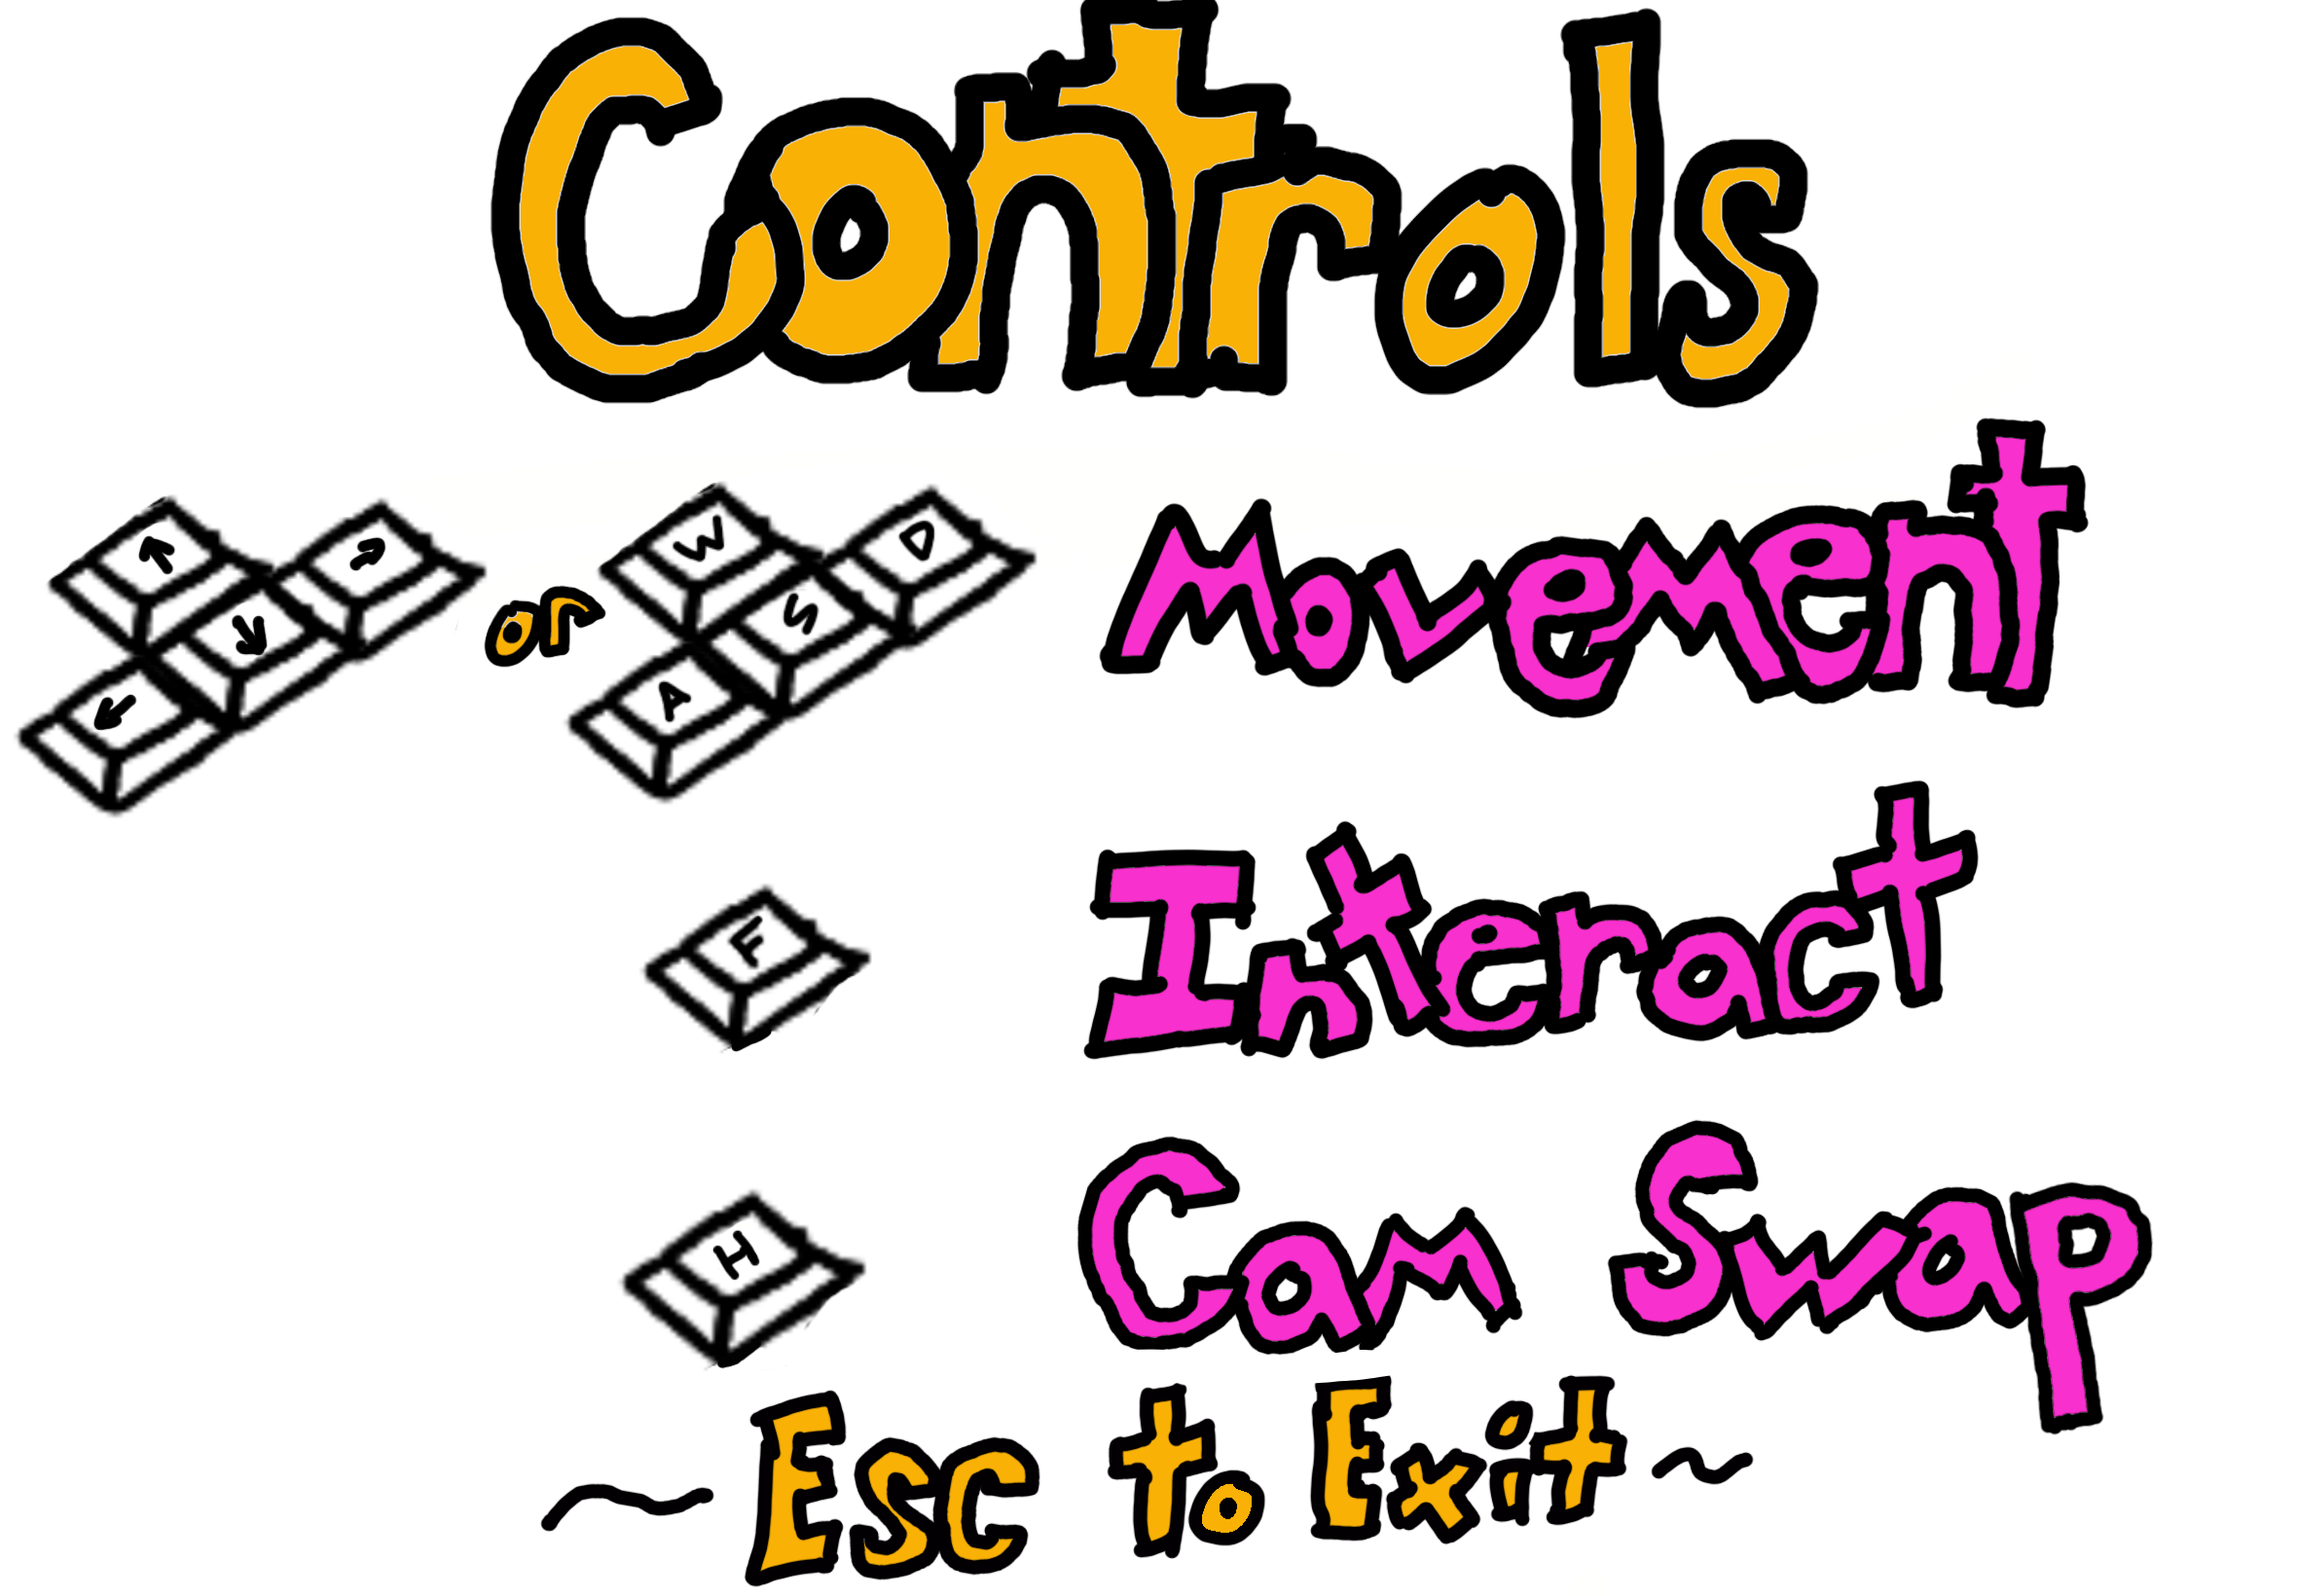 Controls
W D
S
A
or
Movement
F
Interact
H
Cam Swap
~ Esc to Exit ~